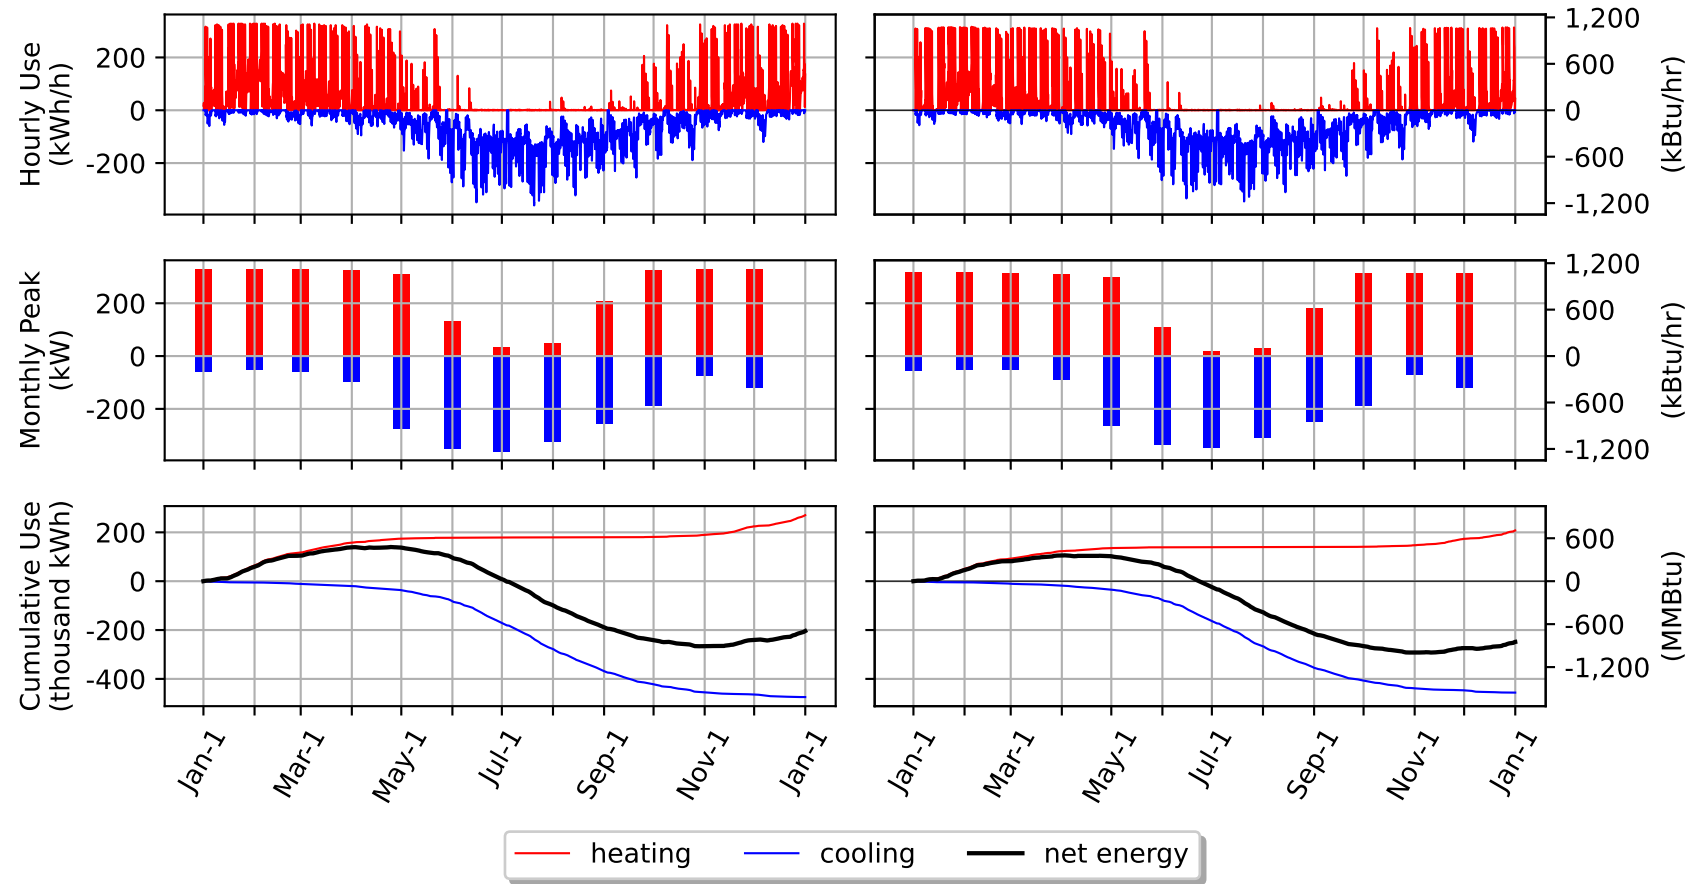 Hourly Use
(kWh/h)
200
0
-200
1,200
600
0
-600
-1,200
(kBtu/hr)
Monthly Peak
(kW)
200
0
-200
1,200
600
0
-600
-1,200
(kBtu/hr)
Cumulative Use
(thousand kWh)
200
0
-200
-400
600
0
-600
-1,200
(MMBtu)
Jan-1
Mar-1
May-1
Jul-1
Sep-1
Nov-1
Jan-1
Jan-1
Mar-1
May-1
Jul-1
Sep-1
Nov-1
Jan-1
heating cooling net energy